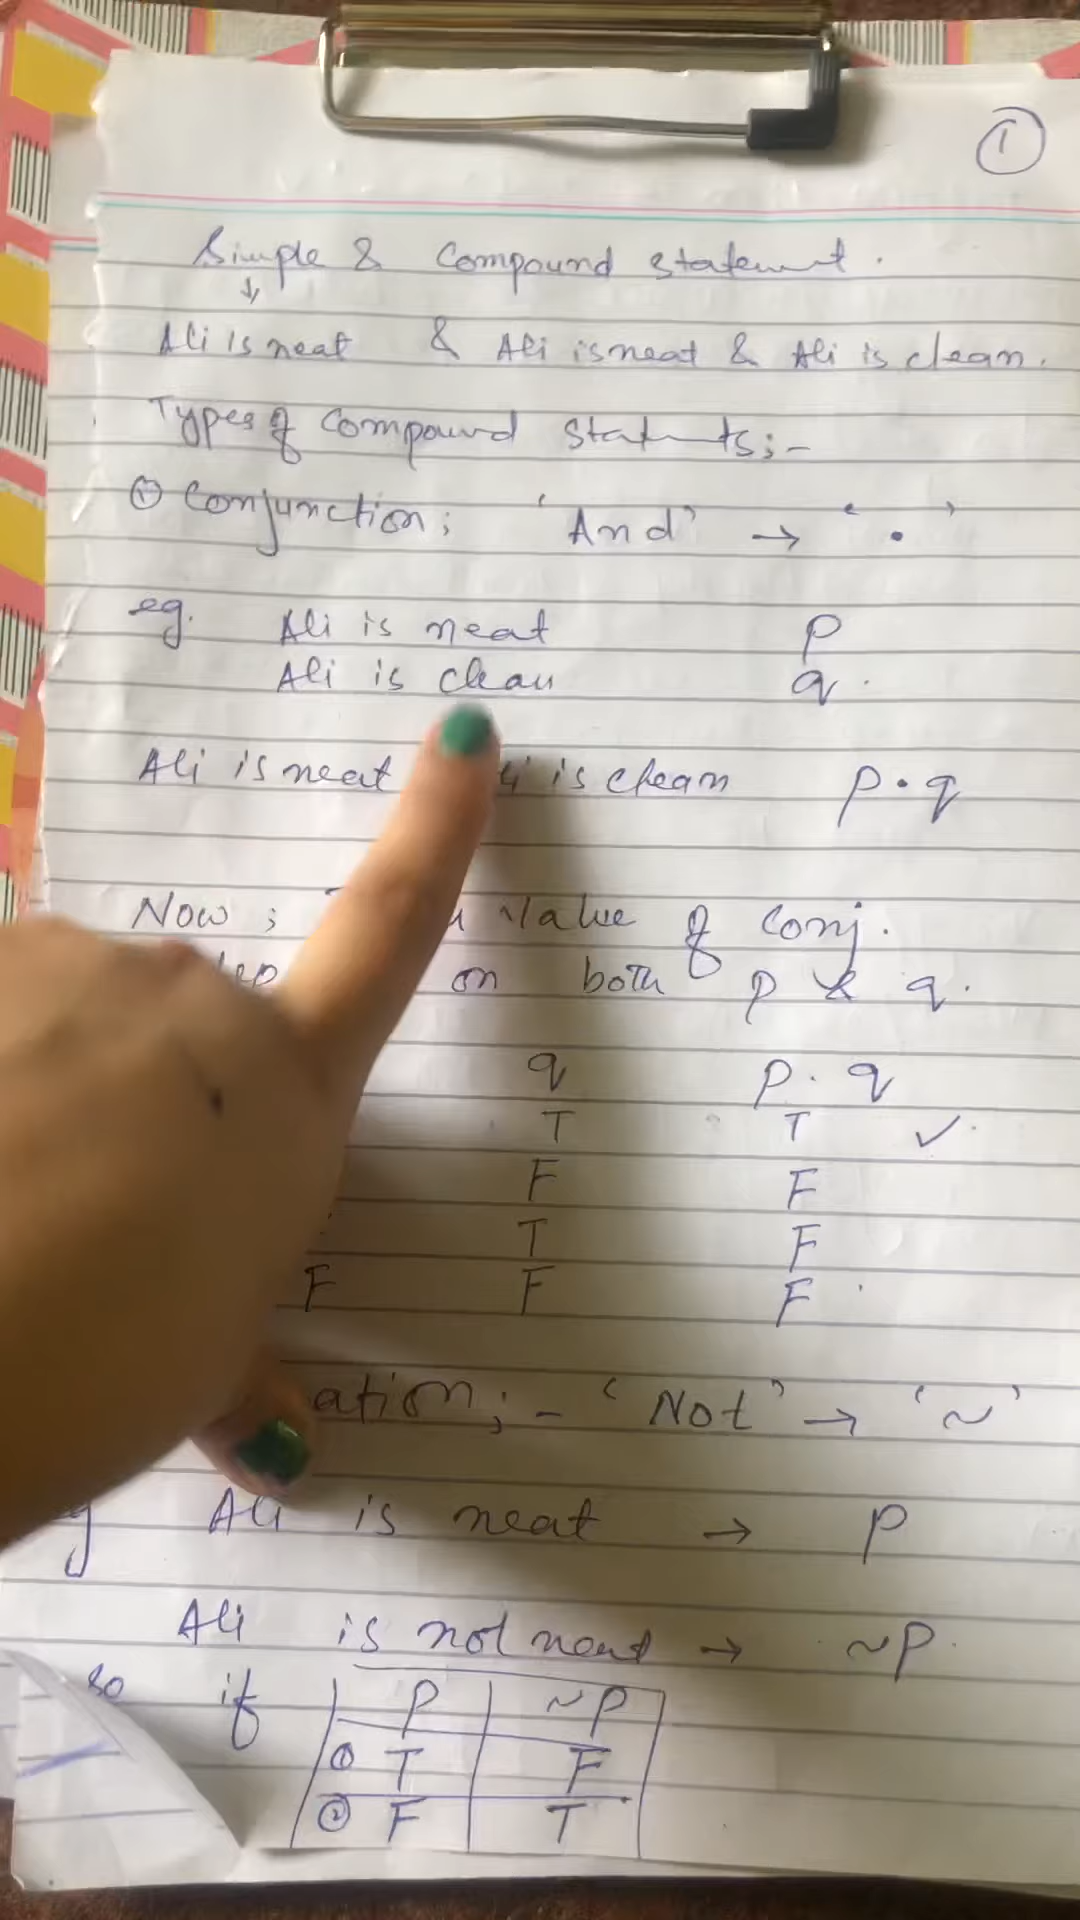 1
Simple & Compound statement.
↓
Ali is neat & Ali is neat & Ali is clean.
Types of Compound Statements;-
① Conjunction; 'And' → '•'
eg. Ali is neat p
Ali is clean q.
Ali is neat is clean p • q
Now; Value of Conj.
on both p & q.
q p . q
T T ✓
F F
T F
F F F
ation; - 'Not' → '~'
Ali is neat → p
Ali is not neat → ~p.
so if P ~P
① T F
② F T